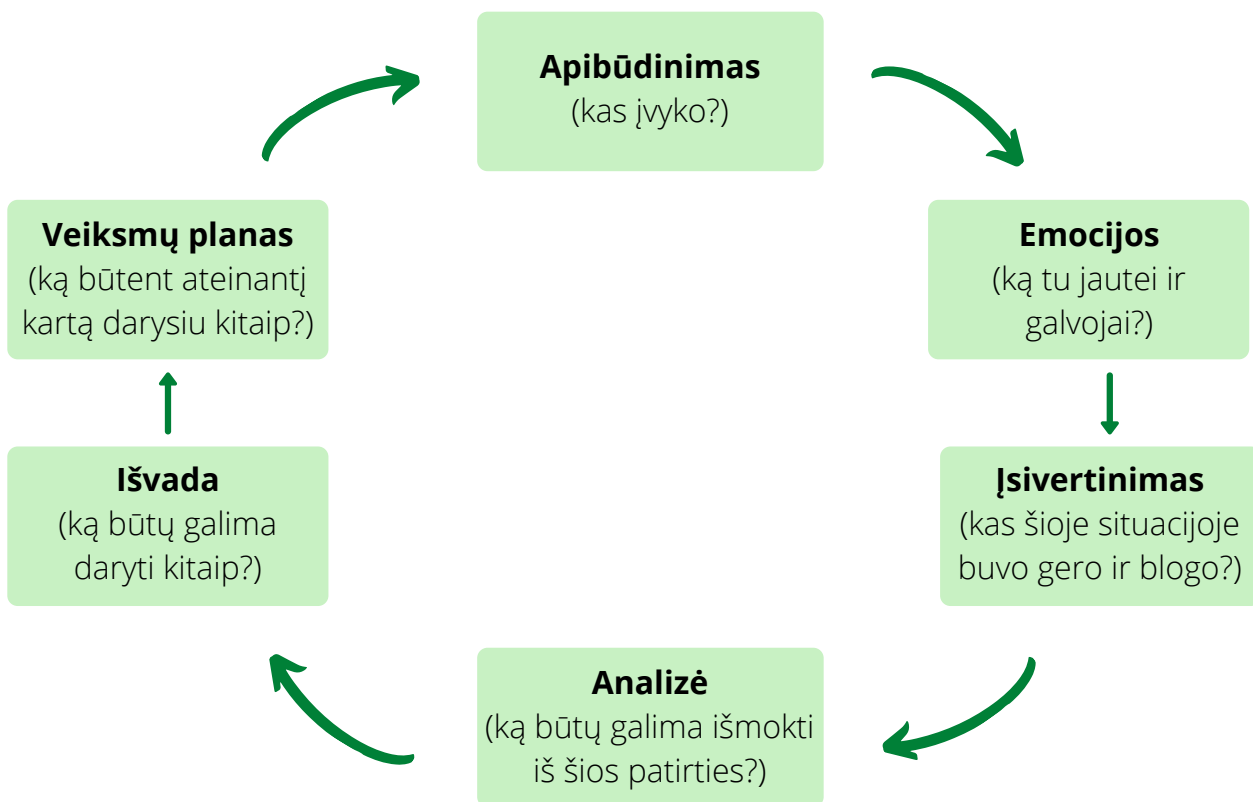 Apibūdinimas
(kas įvyko?)
Emocijos
(ką tu jautei ir
galvojai?)
Įsivertinimas
(kas šioje situacijoje
buvo gero ir blogo?)
Analizė
(ką būtų galima išmokti
iš šios patirties?)
Išvada
(ką būtų galima
daryti kitaip?)
Veiksmų planas
(ką būtent ateinantį
kartą darysiu kitaip?)